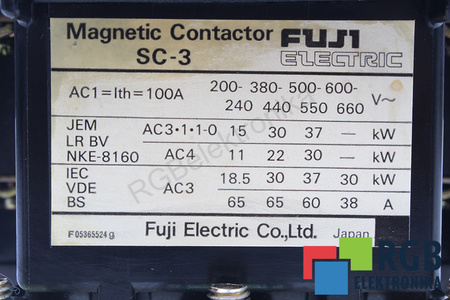 Magnetic Contactor FUJI
SC-3 ELECTRIC
AC1=Ith=100A 200- 380- 500- 600- V~
240 440 550 660
JEM AC3·1·1-0 15 30 37 — kW
LR BV
NKE-8160 AC4 11 22 30 — kW
IEC 18.5 30 37 30 kW
VDE AC3
BS 65 65 60 38 A
F05365524g Fuji Electric Co.,Ltd. Japan
RGBelektronika
RGB
ELEKTRONIKA